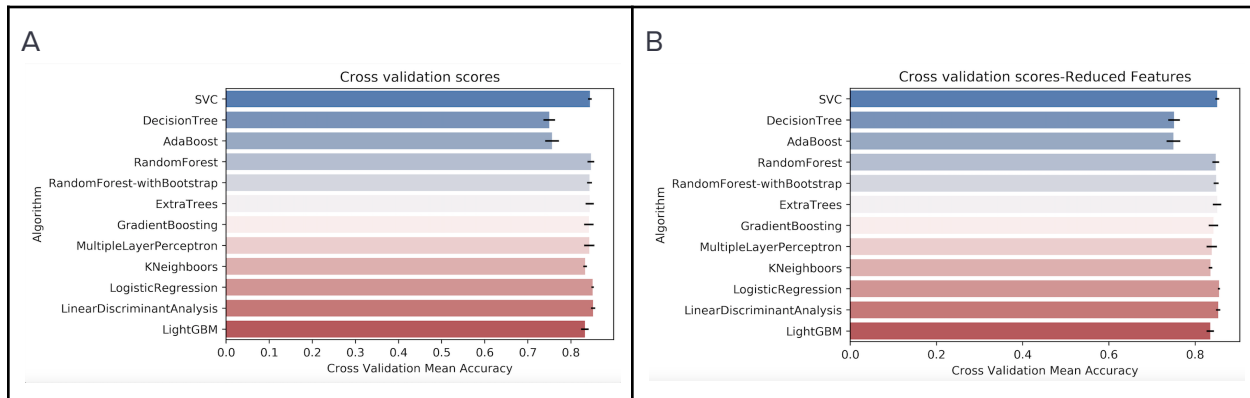 A
Cross validation scores
SVC
DecisionTree
AdaBoost
RandomForest
RandomForest-withBootstrap
ExtraTrees
GradientBoosting
MultipleLayerPerceptron
KNeighboors
LogisticRegression
LinearDiscriminantAnalysis
LightGBM
Algorithm
0.0 0.1 0.2 0.3 0.4 0.5 0.6 0.7 0.8
Cross Validation Mean Accuracy
B
Cross validation scores-Reduced Features
SVC
DecisionTree
AdaBoost
RandomForest
RandomForest-withBootstrap
ExtraTrees
GradientBoosting
MultipleLayerPerceptron
KNeighboors
LogisticRegression
LinearDiscriminantAnalysis
LightGBM
Algorithm
0.0 0.2 0.4 0.6 0.8
Cross Validation Mean Accuracy